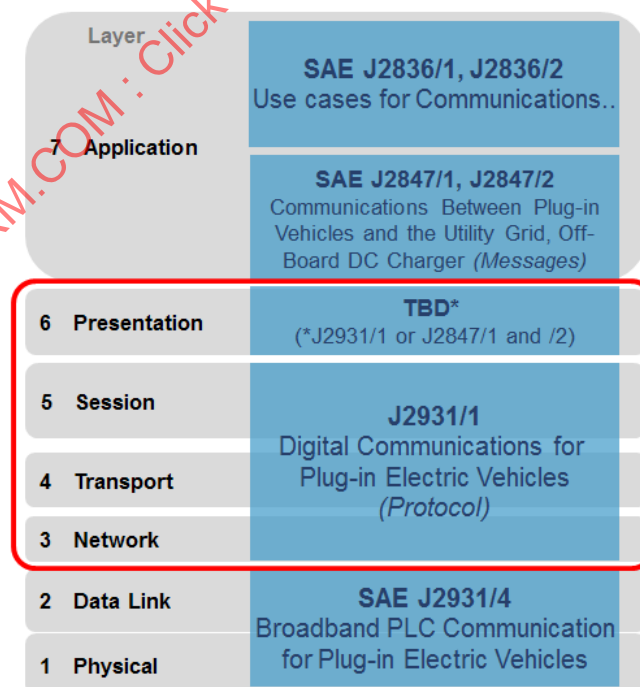 Layer
SAE J2836/1, J2836/2
Use cases for Communications..
7 Application
SAE J2847/1, J2847/2
Communications Between Plug-in
Vehicles and the Utility Grid, Off-
Board DC Charger (Messages)
6 Presentation
TBD*
(*J2931/1 or J2847/1 and /2)
5 Session
J2931/1
Digital Communications for
Plug-in Electric Vehicles
(Protocol)
4 Transport
3 Network
2 Data Link
SAE J2931/4
Broadband PLC Communication
for Plug-in Electric Vehicles
1 Physical
M.COM : Click